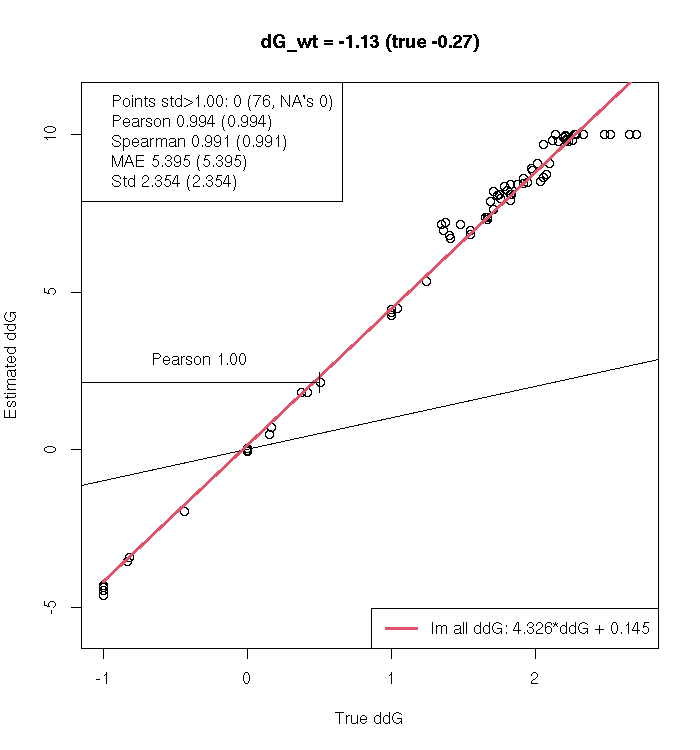 dG_wt = -1.13 (true -0.27)
Points std>1.00: 0 (76, NA's 0)
Pearson 0.994 (0.994)
Spearman 0.991 (0.991)
MAE 5.395 (5.395)
Std 2.354 (2.354)
10
5
0
-5
Estimated ddG
Pearson 1.00
lm all ddG: 4.326*ddG + 0.145
-1
0
1
2
True ddG